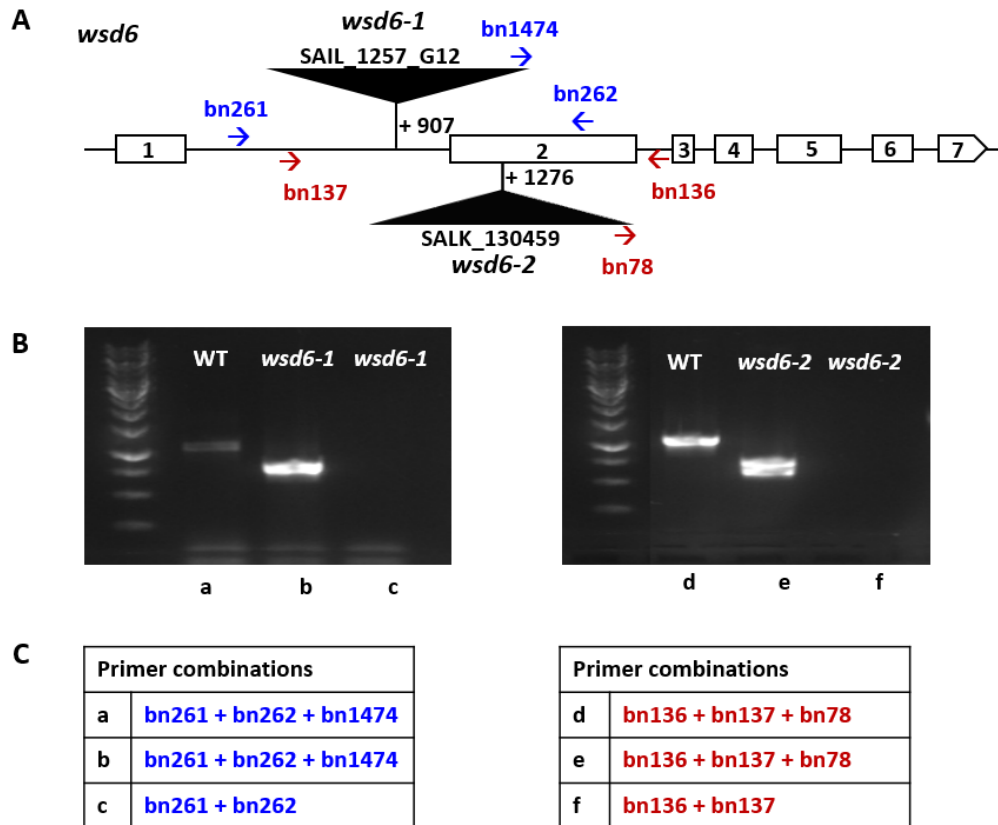 A
wsd6
wsd6-1
SAIL_1257_G12
bn1474
bn261
bn262
+ 907
1
2
3
4
5
6
7
bn137
+ 1276
bn136
SALK_130459
wsd6-2
bn78
B
WT wsd6-1 wsd6-1
a b c
WT wsd6-2 wsd6-2
d e f
C
Primer combinations
a bn261 + bn262 + bn1474
b bn261 + bn262 + bn1474
c bn261 + bn262
Primer combinations
d bn136 + bn137 + bn78
e bn136 + bn137 + bn78
f bn136 + bn137